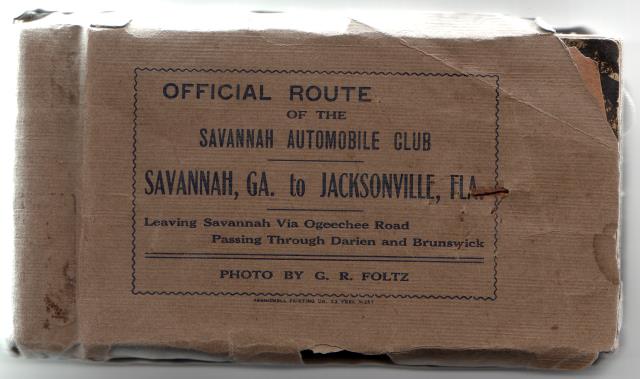 OFFICIAL ROUTE
OF THE
SAVANNAH AUTOMOBILE CLUB
SAVANNAH, GA. to JACKSONVILLE, FLA.
Leaving Savannah Via Ogeechee Road
Passing Through Darien and Brunswick
PHOTO BY G. R. FOLTZ
PRINTING